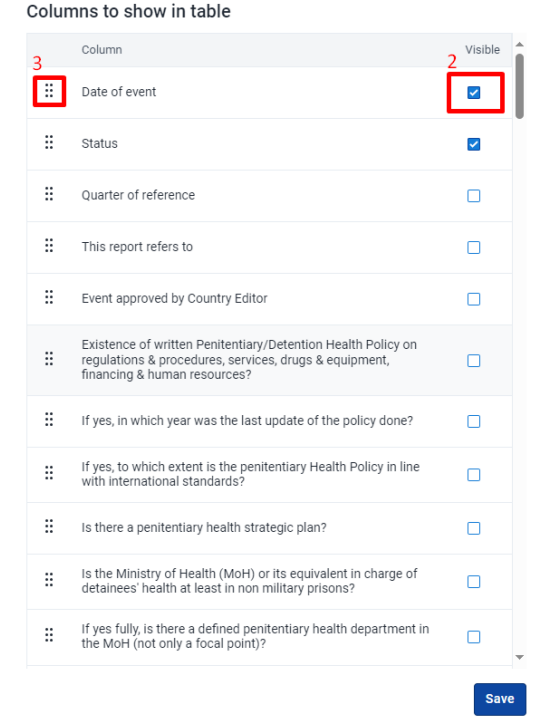 Columns to show in table
Column
Visible
3
2
Date of event
Status
Quarter of reference
This report refers to
Event approved by Country Editor
Existence of written Penitentiary/Detention Health Policy on
regulations & procedures, services, drugs & equipment,
financing & human resources?
If yes, in which year was the last update of the policy done?
If yes, to which extent is the penitentiary Health Policy in line
with international standards?
Is there a penitentiary health strategic plan?
Is the Ministry of Health (MoH) or its equivalent in charge of
detainees' health at least in non military prisons?
If yes fully, is there a defined penitentiary health department in
the MoH (not only a focal point)?
Save